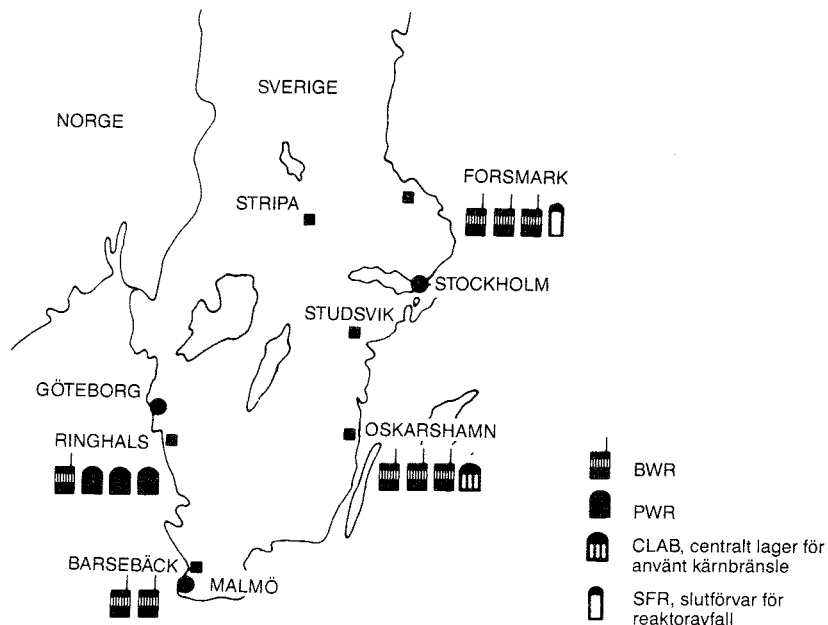 SVERIGE
NORGE
FORSMARK
STRIPA
STOCKHOLM
STUDSVIK
GÖTEBORG
OSKARSHAMN
RINGHALS
BWR
PWR
BARSEBÄCK
MALMÖ
CLAB, centralt lager för
använt kärnbränsle
SFR, slutförvar för
reaktoravfall